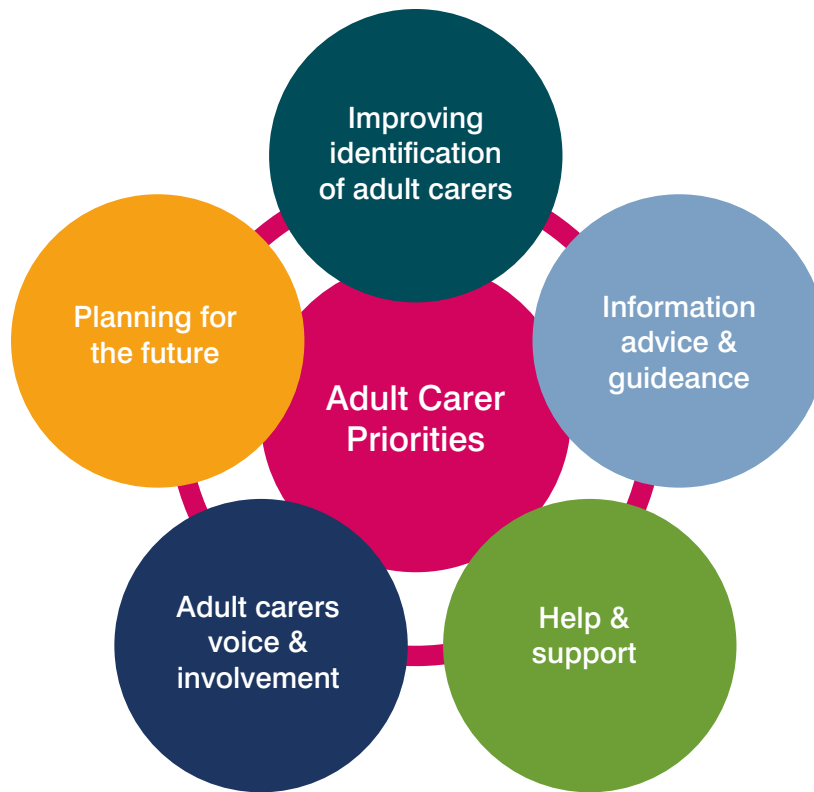 Improving
identification
of adult carers
Information
advice &
guideance
Help &
support
Adult carers
voice &
involvement
Planning for
the future
Adult Carer
Priorities